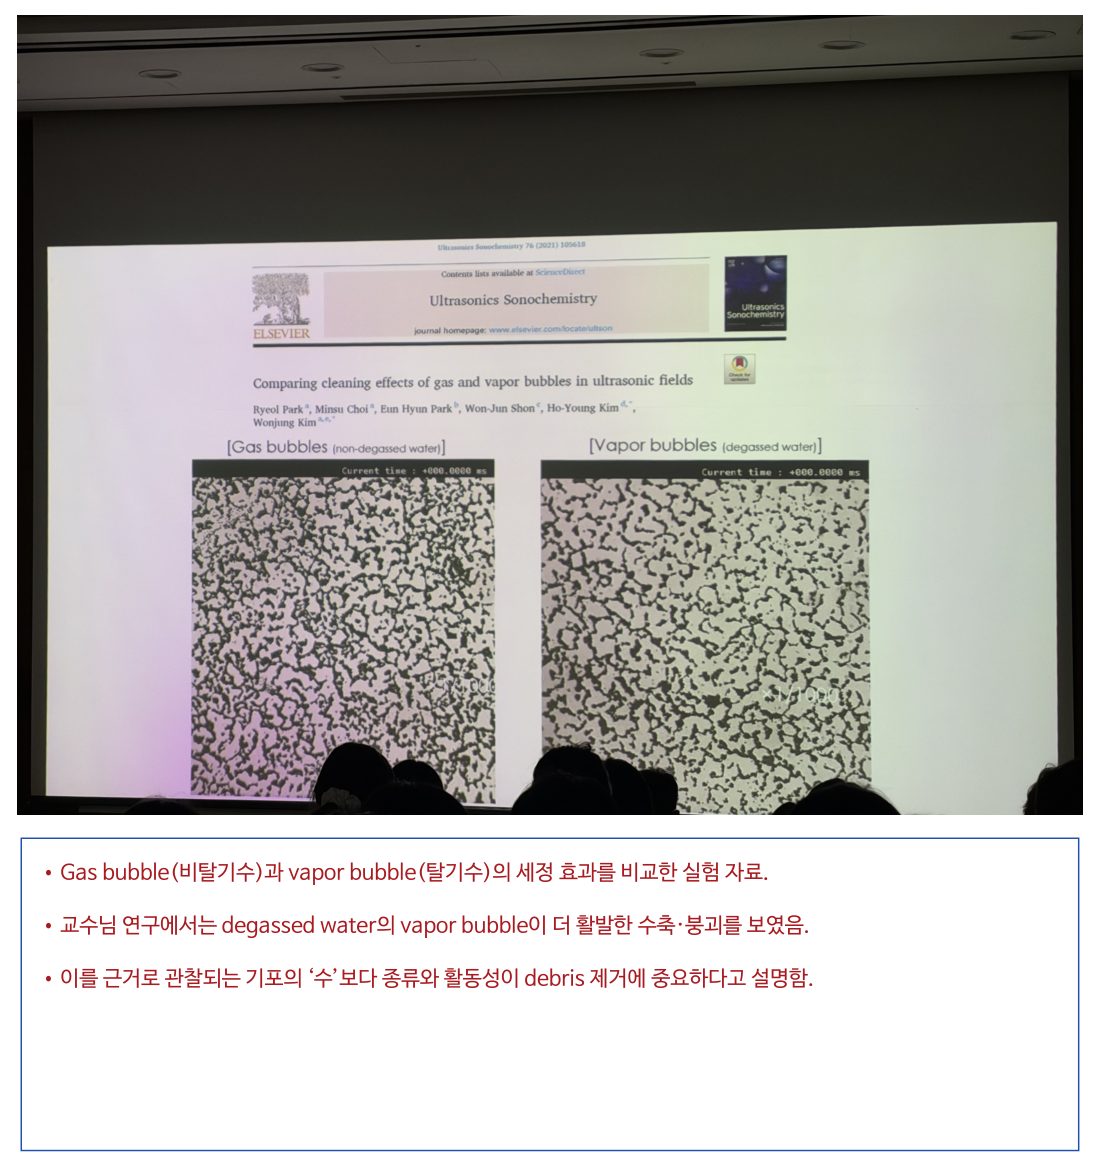 Ultrasonics Sonochemistry 76 (2021) 105618
Contents lists available at ScienceDirect
Ultrasonics Sonochemistry
journal homepage: www.elsevier.com/locate/ultson
ELSEVIER
Ultrasonics
Sonochemistry
Check for
updates
Comparing cleaning effects of gas and vapor bubbles in ultrasonic fields
Ryeol Park a, Minsu Choi a, Eun Hyun Park b, Won-Jun Shon c, Ho-Young Kim d,*,
Wonjung Kim a,e,*
[Gas bubbles (non-degassed water)]
[Vapor bubbles (degassed water)]
Current time : +000.0000 ms
Current time : +000.0000 ms
• Gas bubble(비탈기수)과 vapor bubble(탈기수)의 세정 효과를 비교한 실험 자료.
• 교수님 연구에서는 degassed water의 vapor bubble이 더 활발한 수축·붕괴를 보였음.
• 이를 근거로 관찰되는 기포의 ‘수’보다 종류와 활동성이 debris 제거에 중요하다고 설명함.